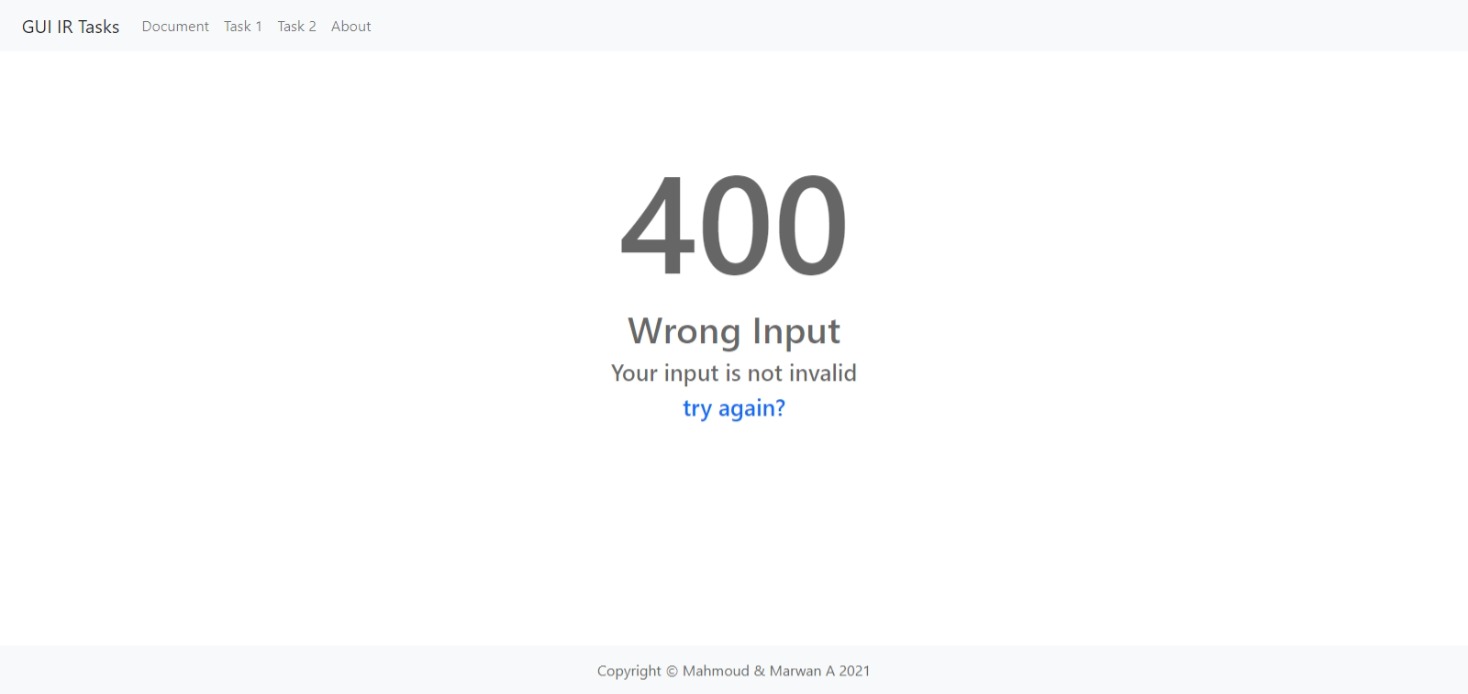 GUI IR Tasks Document Task 1 Task 2 About
400
Wrong Input
Your input is not invalid
try again?
Copyright © Mahmoud & Marwan A 2021